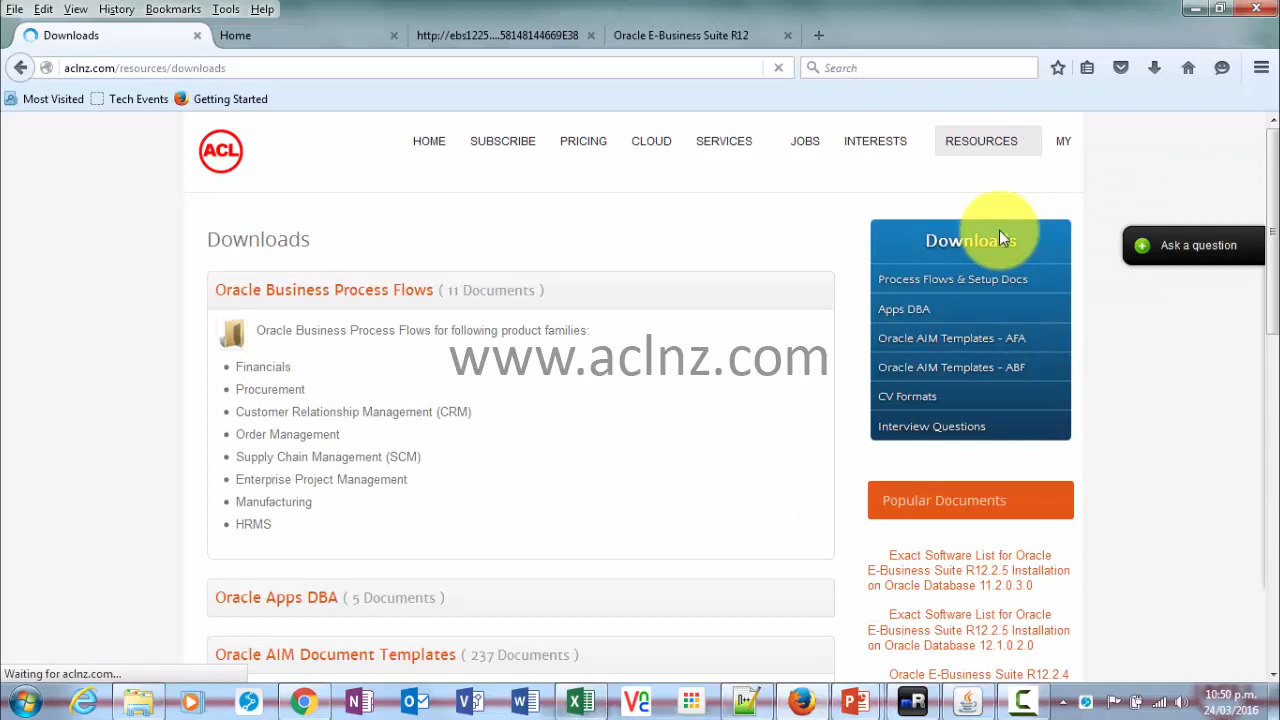 File Edit View History Bookmarks Tools Help
Downloads
Home
http://ebs1225....58148144669E38
Oracle E-Business Suite R12
aclnz.com/resources/downloads
Search
Most Visited
Tech Events
Getting Started
ACL
HOME SUBSCRIBE PRICING CLOUD SERVICES JOBS INTERESTS RESOURCES MY
Downloads
Oracle Business Process Flows ( 11 Documents )
Oracle Business Process Flows for following product families:
Financials
Procurement
Customer Relationship Management (CRM)
Order Management
Supply Chain Management (SCM)
Enterprise Project Management
Manufacturing
HRMS
www.aclnz.com
Oracle Apps DBA ( 5 Documents )
Oracle AIM Document Templates ( 237 Documents )
Downloads
Process Flows & Setup Docs
Apps DBA
Oracle AIM Templates - AFA
Oracle AIM Templates - ABF
CV Formats
Interview Questions
Popular Documents
Exact Software List for Oracle
E-Business Suite R12.2.5 Installation
on Oracle Database 11.2.0.3.0
Exact Software List for Oracle
E-Business Suite R12.2.5 Installation
on Oracle Database 12.1.0.2.0
Oracle E-Business Suite R12.2.4
Ask a question
Waiting for aclnz.com...
10:50 p.m.
24/03/2016